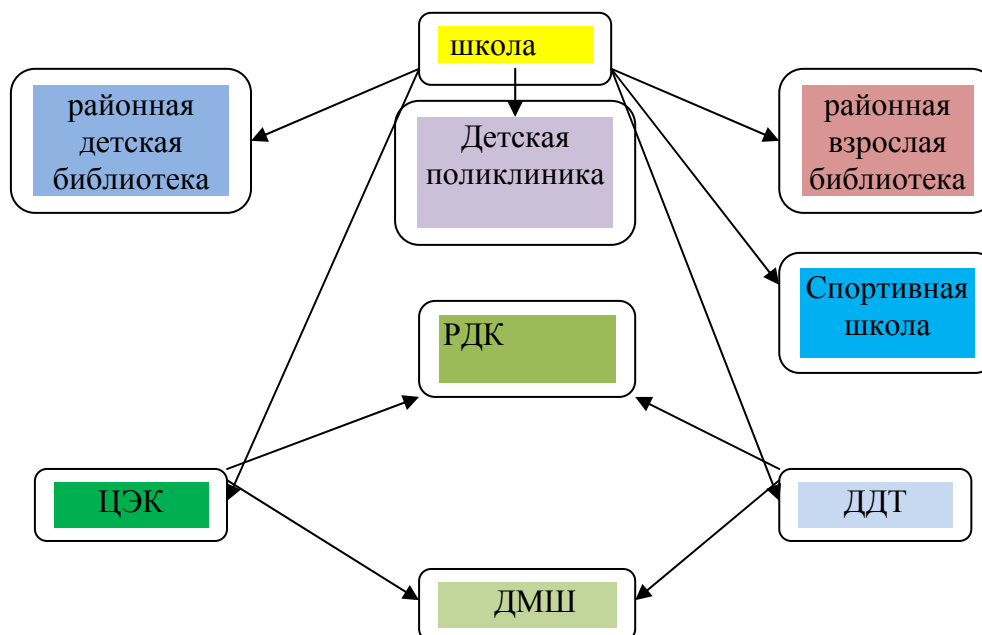 школа
районная
детская
библиотека
Детская
поликлиника
районная
взрослая
библиотека
Спортивная
школа
РДК
ЦЭК
ДДТ
ДМШ